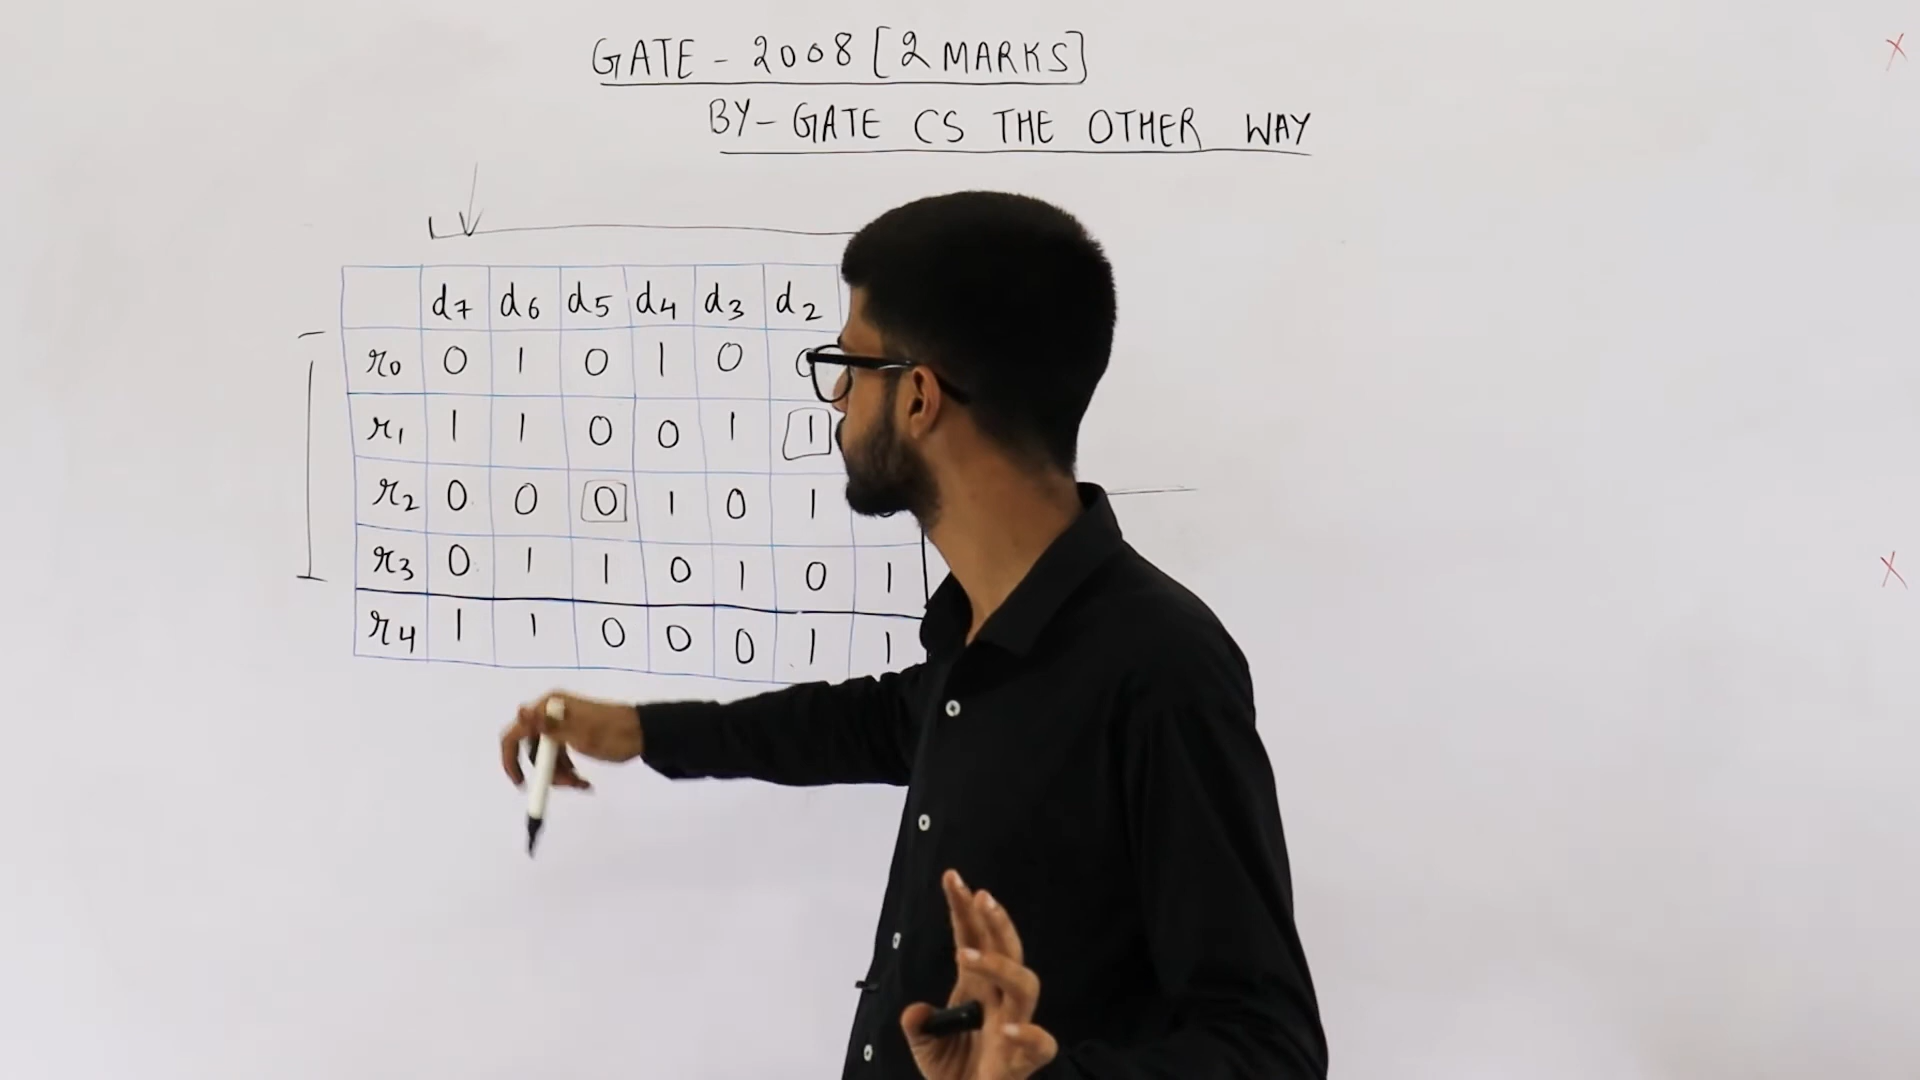 GATE - 2008 [2 MARKS]
BY - GATE CS THE OTHER WAY
d7 d6 d5 d4 d3 d2
r0 0 1 0 1 0 0
r1 1 1 0 0 1 1
r2 0 0 0 1 0 1
r3 0 1 1 0 1 0 1
r4 1 1 0 0 0 1 1
X
X